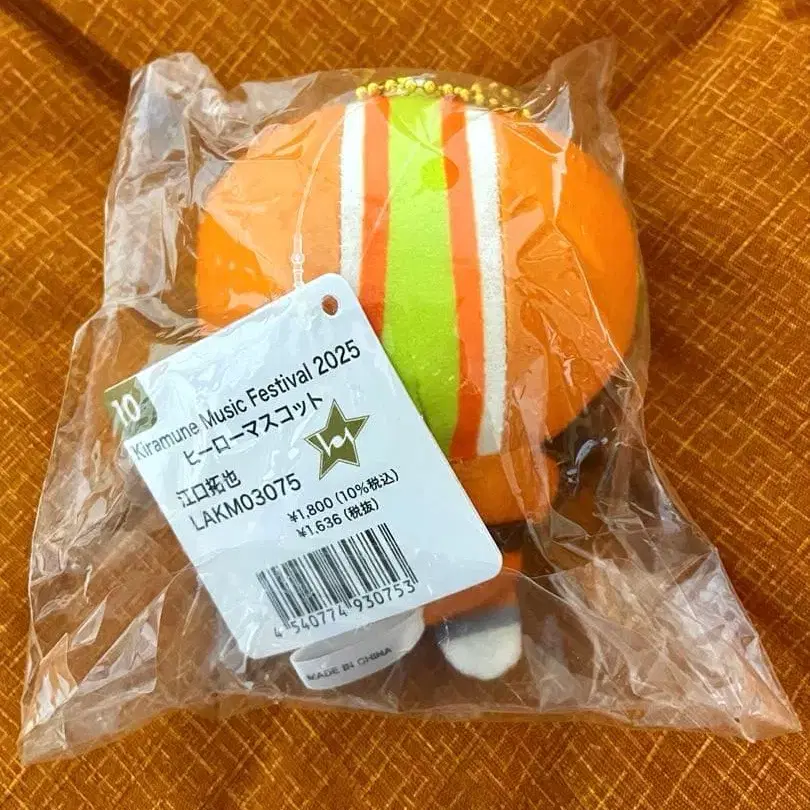 10
Kiramune Music Festival 2025
ヒーローマスコット
江口拓也
LAKM03075
¥1,800 (10%税込)
¥1,636 (税抜)
4 540774 930753
MADE IN CHINA